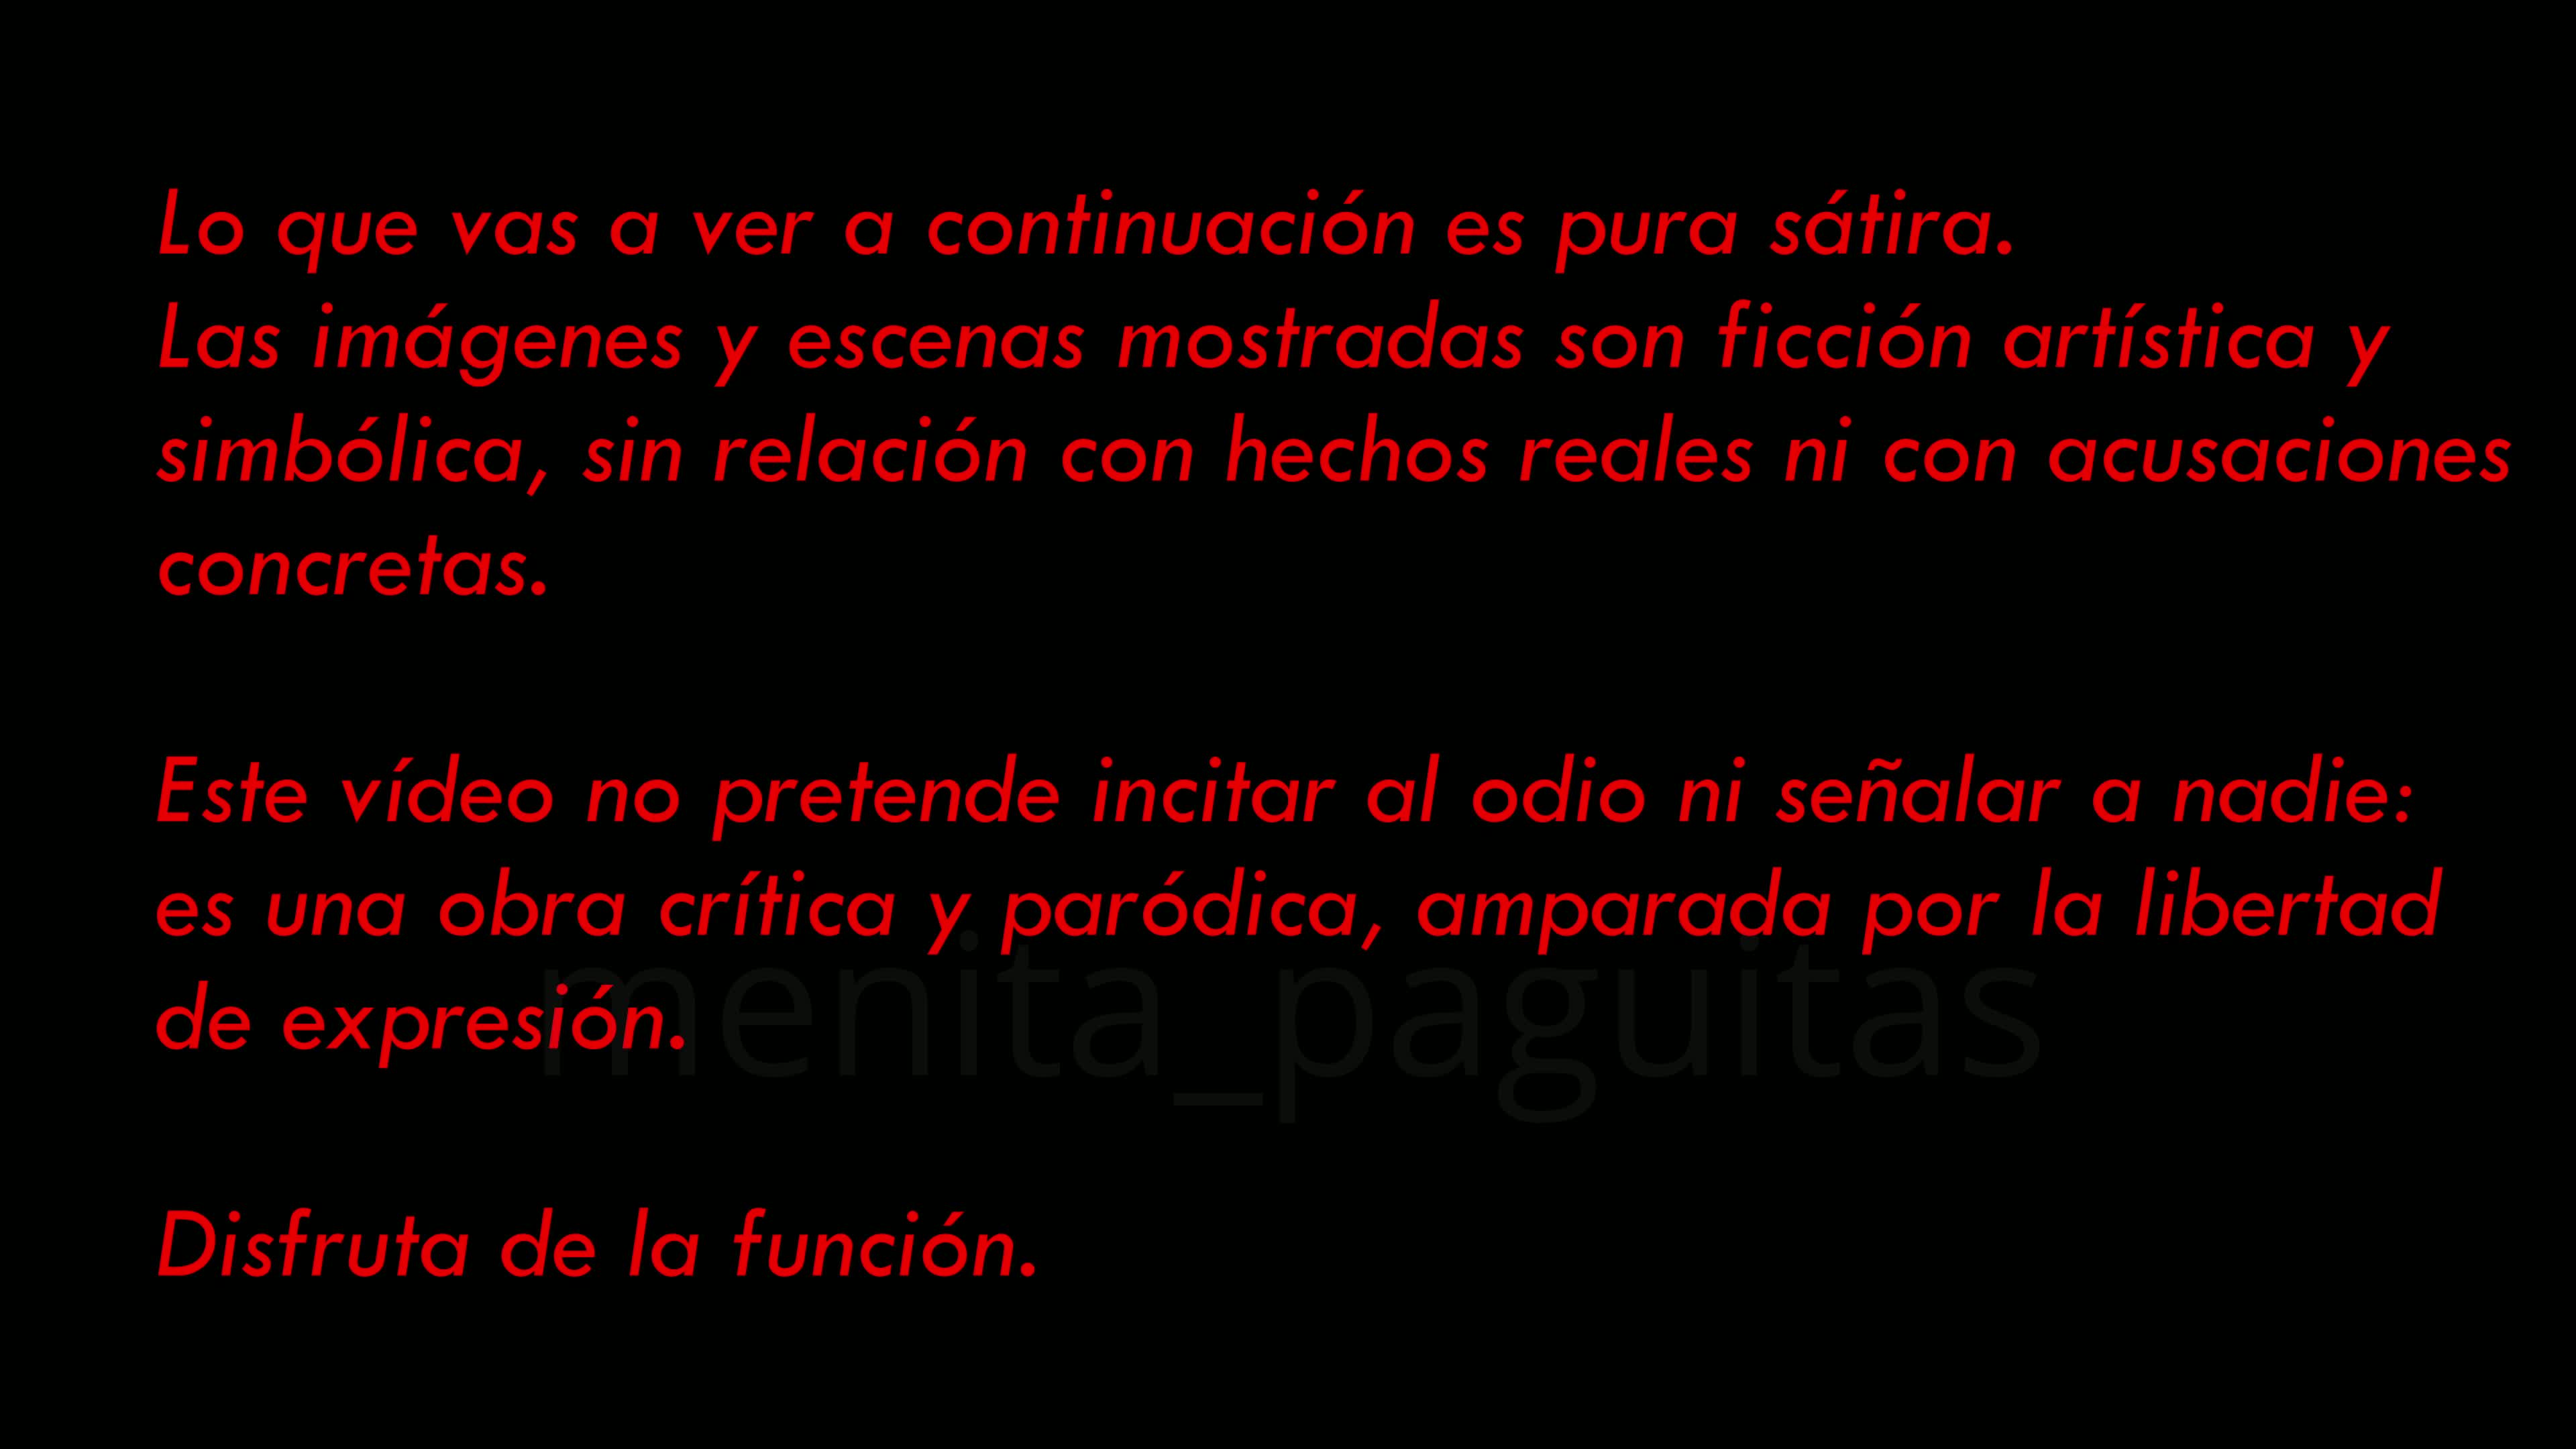 Lo que vas a ver a continuación es pura sátira.
Las imágenes y escenas mostradas son ficción artística y
simbólica, sin relación con hechos reales ni con acusaciones
concretas.
Este vídeo no pretende incitar al odio ni señalar a nadie:
es una obra crítica y paródica, amparada por la libertad
de expresión.
menita_paguitas
Disfruta de la función.